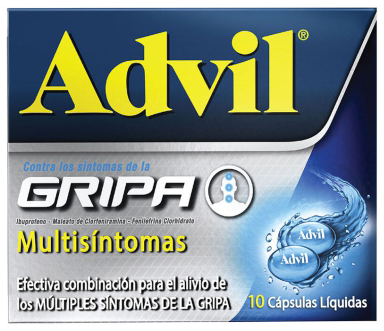 Advil®
Contra los síntomas de la
GRIPA
Ibuprofeno - Maleato de Clorfeniramina - Fenilefrina Clorhidrato
Multisíntomas
Efectiva combinación para el alivio de
los MÚLTIPLES SÍNTOMAS DE LA GRIPA
Advil
Advil
10 Cápsulas Líquidas